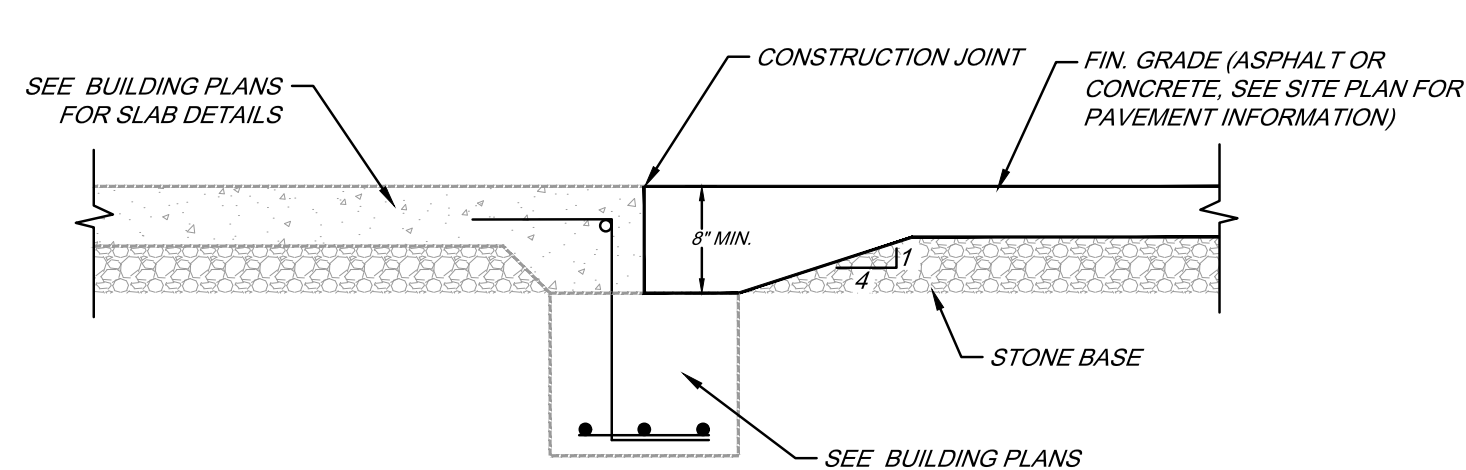 CONSTRUCTION JOINT
FIN. GRADE (ASPHALT OR
CONCRETE, SEE SITE PLAN FOR
PAVEMENT INFORMATION)
SEE BUILDING PLANS
FOR SLAB DETAILS
8" MIN.
1
4
STONE BASE
SEE BUILDING PLANS